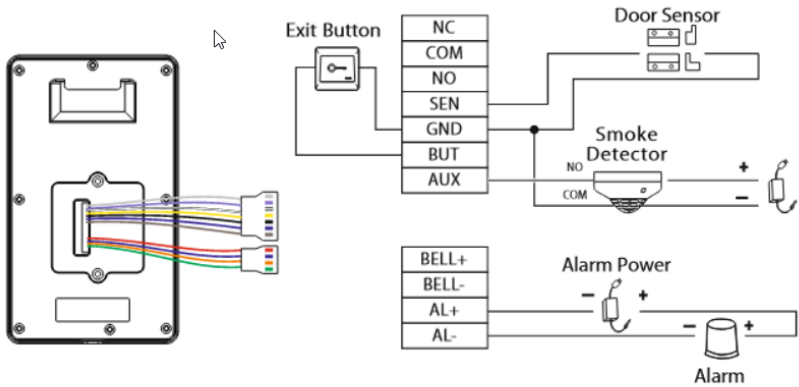 Door Sensor
Exit Button
NC
COM
NO
SEN
GND
BUT
AUX
Smoke
Detector
NO
COM
+
−
BELL+
BELL-
AL+
AL-
Alarm Power
− +
− +
Alarm